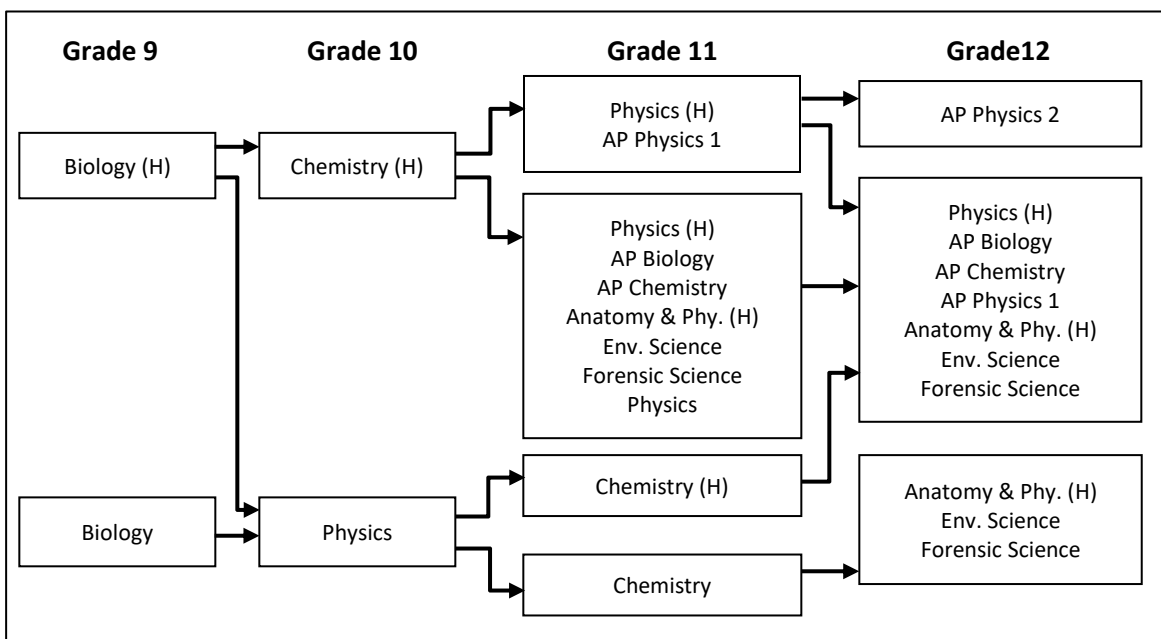 Grade 9
Grade 10
Grade 11
Grade12
Biology (H)
Chemistry (H)
Physics (H)
AP Physics 1
AP Physics 2
Physics (H)
AP Biology
AP Chemistry
Anatomy & Phy. (H)
Env. Science
Forensic Science
Physics
Physics (H)
AP Biology
AP Chemistry
AP Physics 1
Anatomy & Phy. (H)
Env. Science
Forensic Science
Biology
Physics
Chemistry (H)
Chemistry
Anatomy & Phy. (H)
Env. Science
Forensic Science